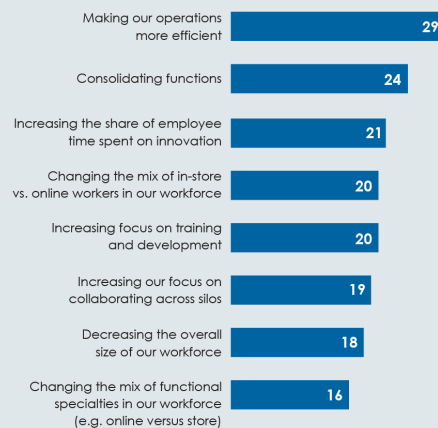 Making our operations
more efficient
29
Consolidating functions
24
Increasing the share of employee
time spent on innovation
21
Changing the mix of in-store
vs. online workers in our workforce
20
Increasing focus on training
and development
20
Increasing our focus on
collaborating across silos
19
Decreasing the overall
size of our workforce
18
Changing the mix of functional
specialties in our workforce
(e.g. online versus store)
16